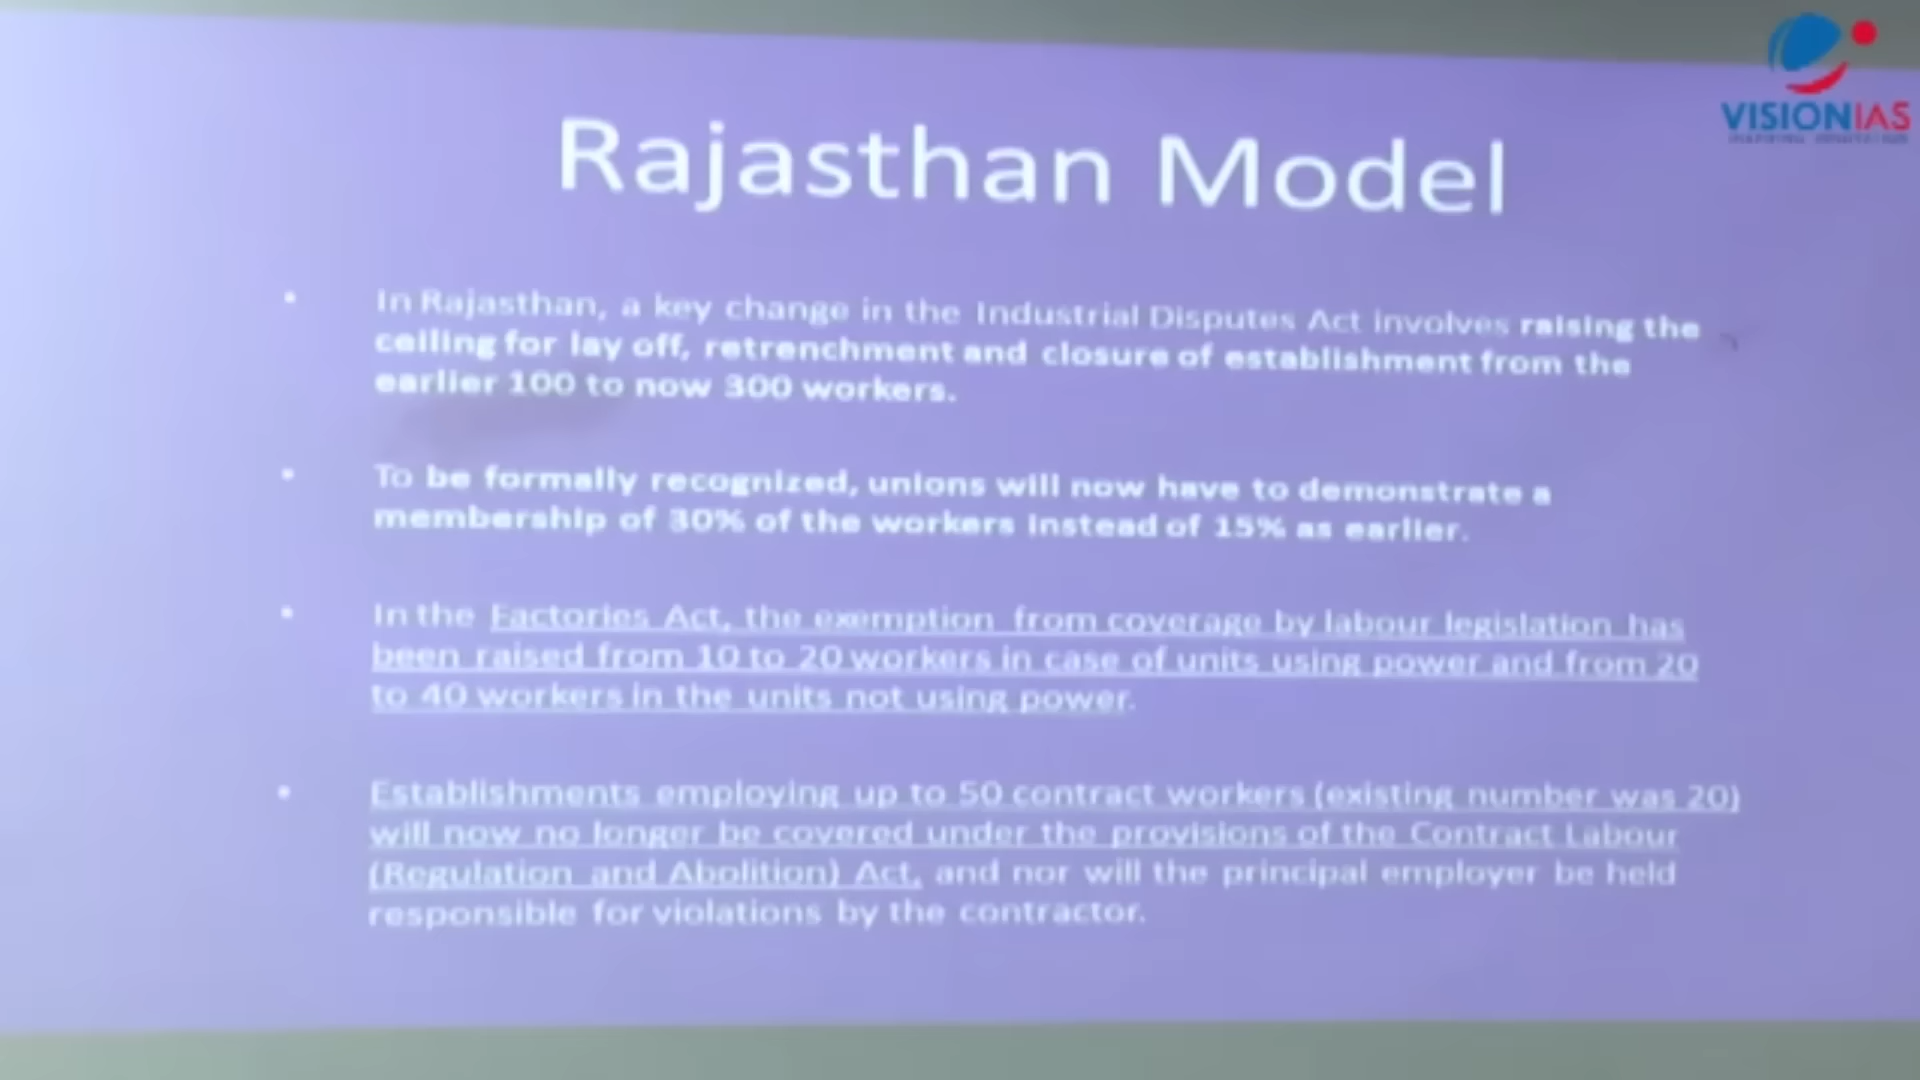 VISIONIAS
Rajasthan Model
• In Rajasthan, a key change in the Industrial Disputes Act involves raising the
ceiling for lay off, retrenchment and closure of establishment from the
earlier 100 to now 300 workers.
• To be formally recognized, unions will now have to demonstrate a
membership of 30% of the workers instead of 15% as earlier.
• In the Factories Act, the exemption from coverage by labour legislation has
been raised from 10 to 20 workers in case of units using power and from 20
to 40 workers in the units not using power.
• Establishments employing up to 50 contract workers (existing number was 20)
will now no longer be covered under the provisions of the Contract Labour
(Regulation and Abolition) Act, and nor will the principal employer be held
responsible for violations by the contractor.